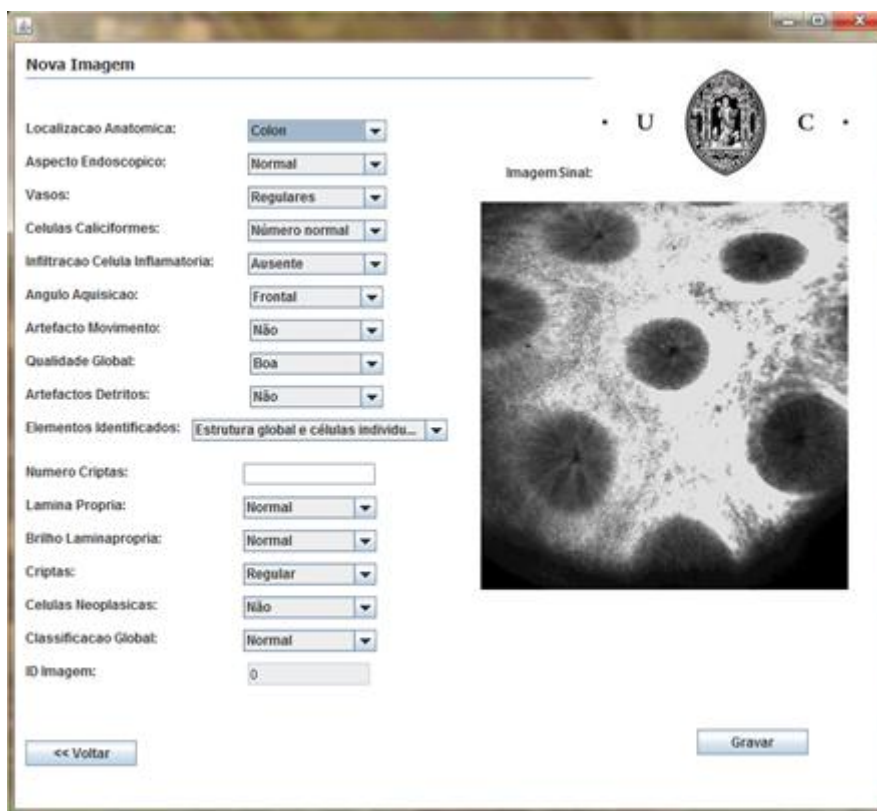 Nova Imagem
· U C ·
Localizacao Anatomica: Colon
Aspecto Endoscopico: Normal
Imagem Sinal:
Vasos: Regulares
Celulas Caliciformes: Número normal
Infiltracao Celula Inflamatoria: Ausente
Angulo Aquisicao: Frontal
Artefacto Movimento: Não
Qualidade Global: Boa
Artefactos Detritos: Não
Elementos Identificados: Estrutura global e células individu...
Numero Criptas:
Lamina Propria: Normal
Brilho Laminapropria: Normal
Criptas: Regular
Celulas Neoplasicas: Não
Classificacao Global: Normal
ID Imagem: 0
<< Voltar
Gravar